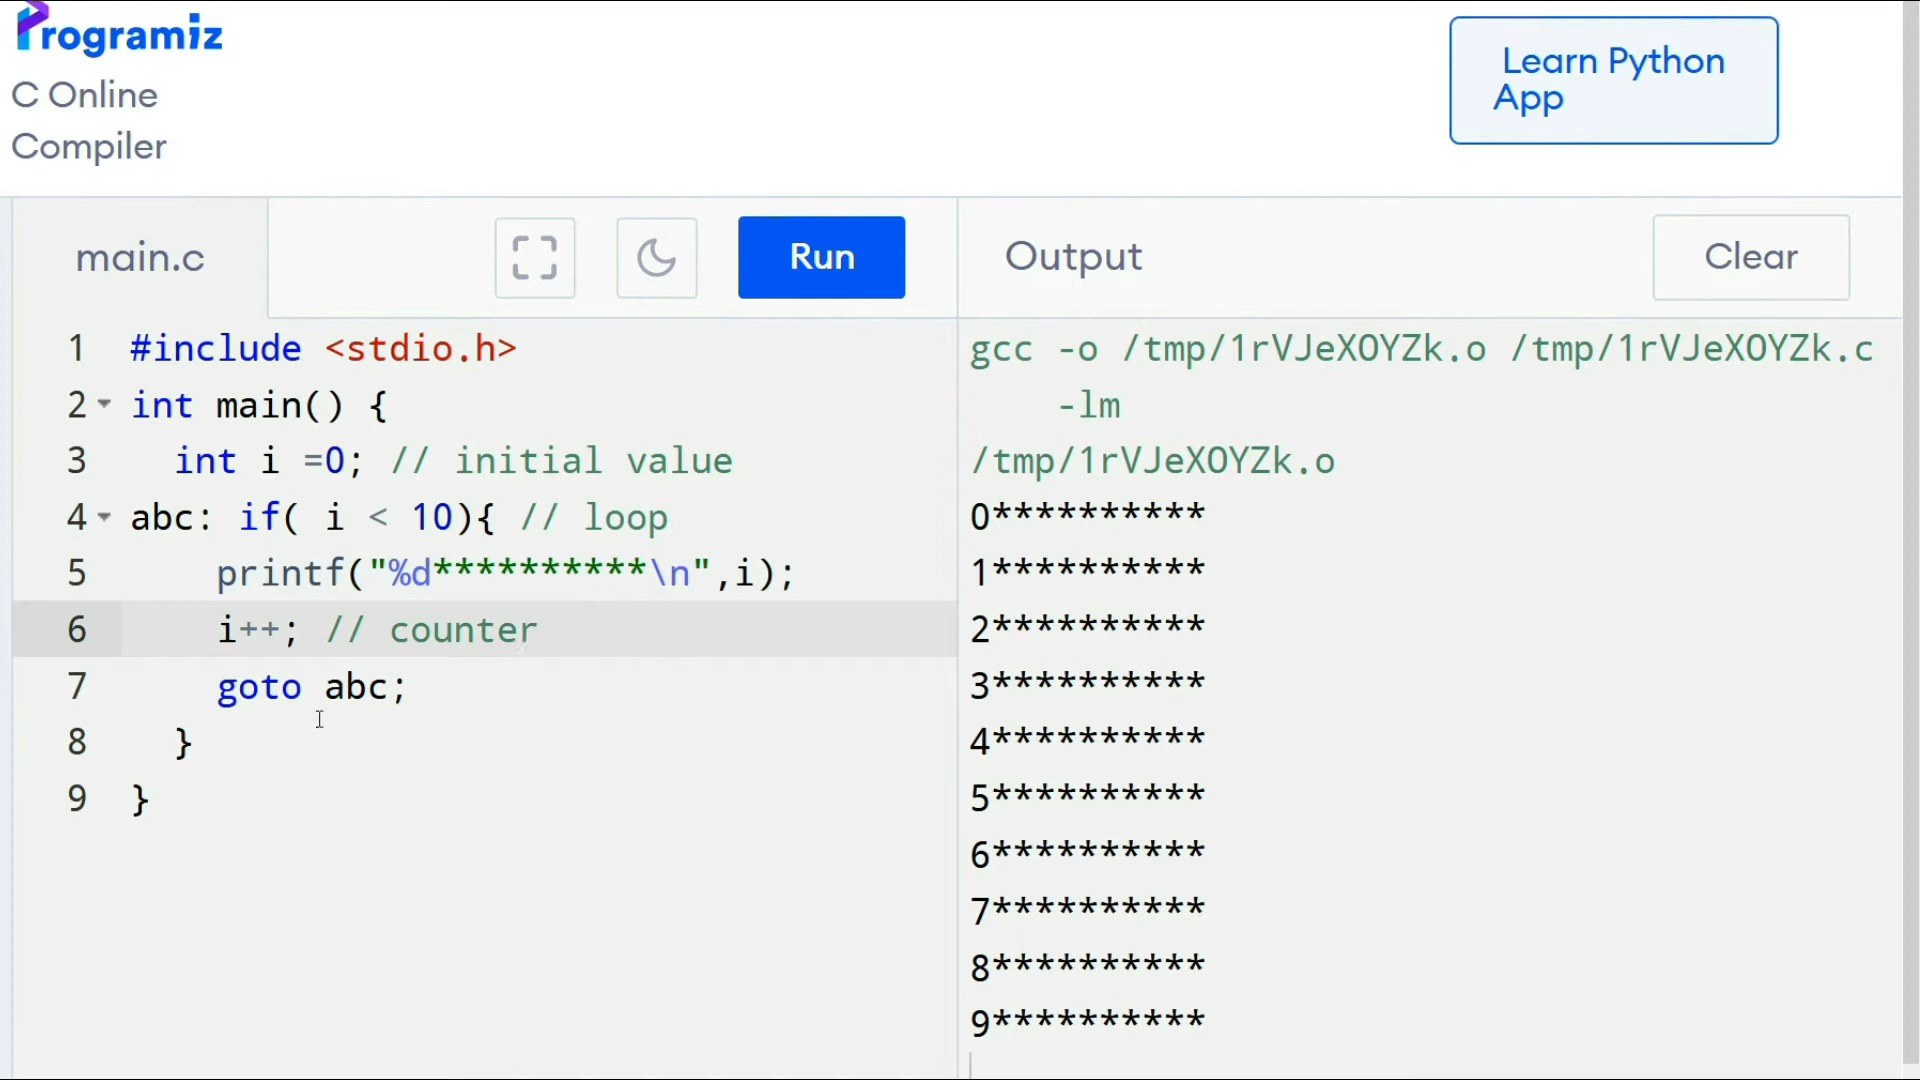 Programiz
C Online
Compiler
Learn Python
App
main.c
Run
1 #include <stdio.h>
2 int main() {
3 int i =0; // initial value
4 abc: if( i < 10){ // loop
5 printf("%d**********\n",i);
6 i++; // counter
7 goto abc;
8 }
9 }
Output
Clear
gcc -o /tmp/1rVJeXOYZk.o /tmp/1rVJeXOYZk.c
-lm
/tmp/1rVJeXOYZk.o
0**********
1**********
2**********
3**********
4**********
5**********
6**********
7**********
8**********
9**********